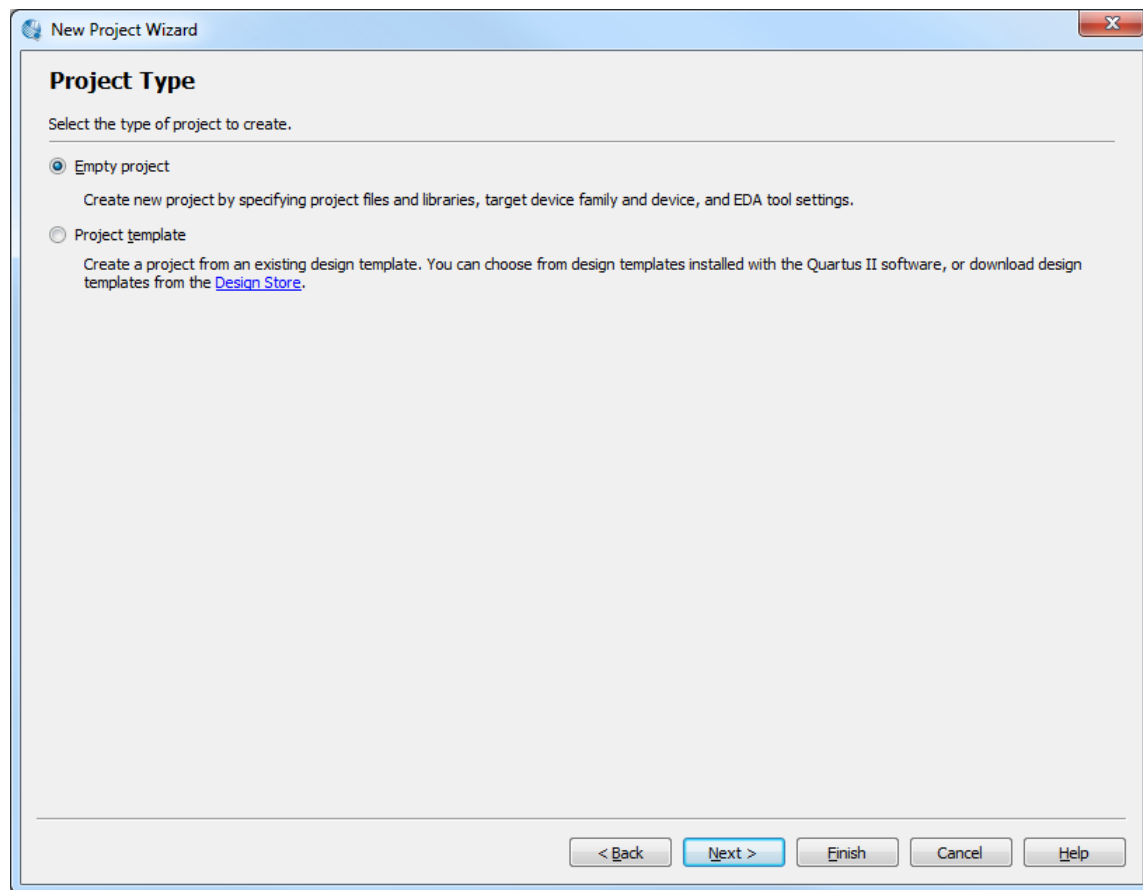 New Project Wizard
Project Type
Select the type of project to create.
Empty project
Create new project by specifying project files and libraries, target device family and device, and EDA tool settings.
Project template
Create a project from an existing design template. You can choose from design templates installed with the Quartus II software, or download design
templates from the Design Store.
< Back Next > Finish Cancel Help